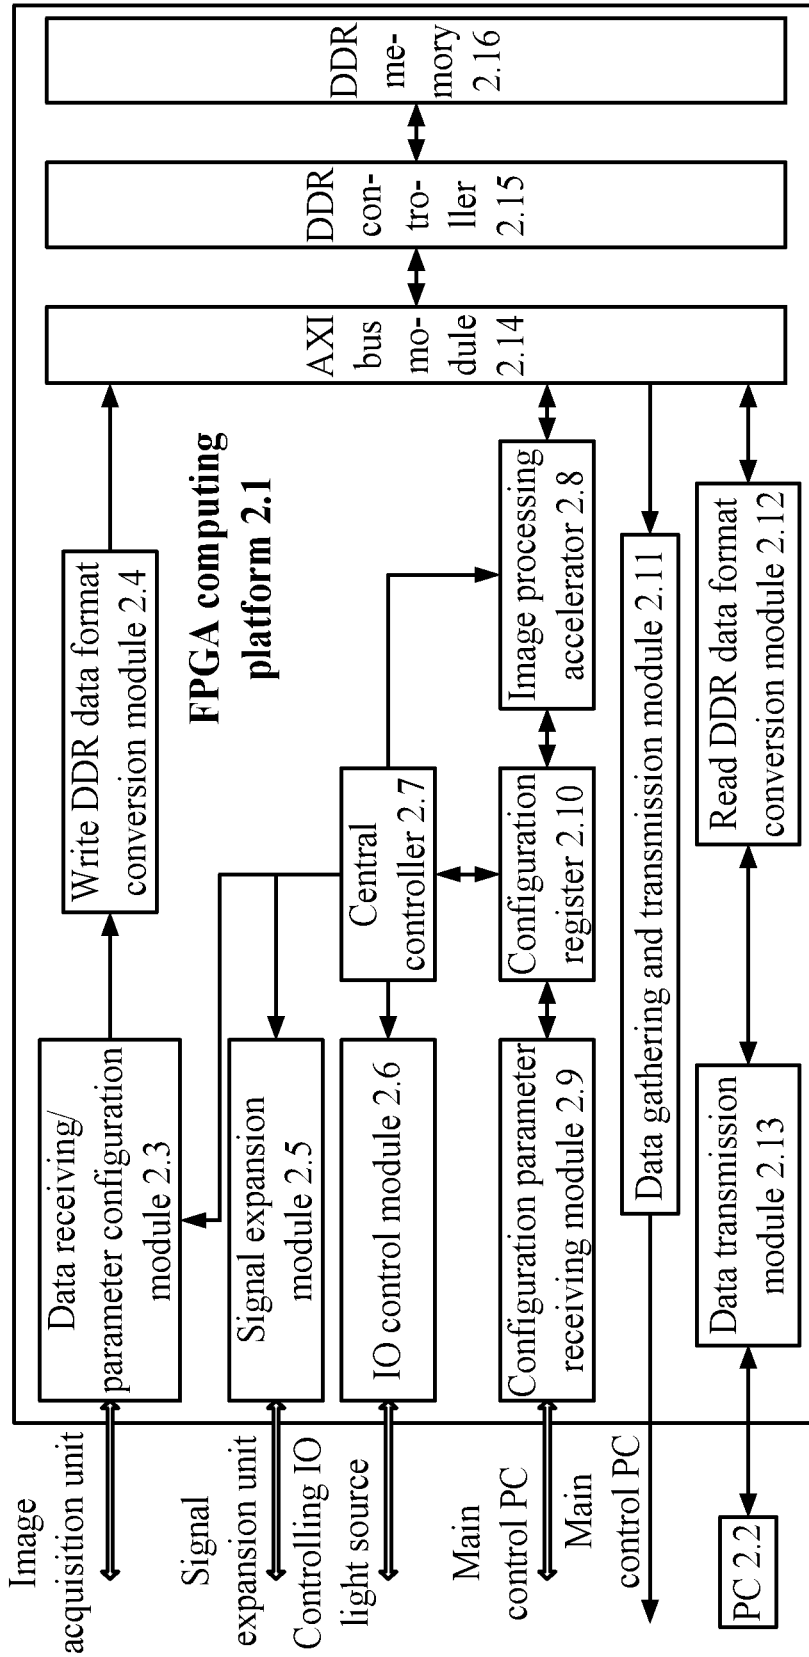 Image
acquisition unit
Data receiving/
parameter configuration
module 2.3
Write DDR data format
conversion module 2.4
FPGA computing
platform 2.1
Signal
expansion unit
Signal expansion
module 2.5
Controlling IO
light source
IO control module 2.6
Central
controller 2.7
Main
control PC
Configuration parameter
receiving module 2.9
Configuration
register 2.10
Image processing
accelerator 2.8
Main
control PC
Data gathering and transmission module 2.11
PC 2.2
Data transmission
module 2.13
Read DDR data format
conversion module 2.12
AXI
bus
mo-
dule
2.14
DDR
con-
tro-
ller
2.15
DDR
me-
mory
2.16